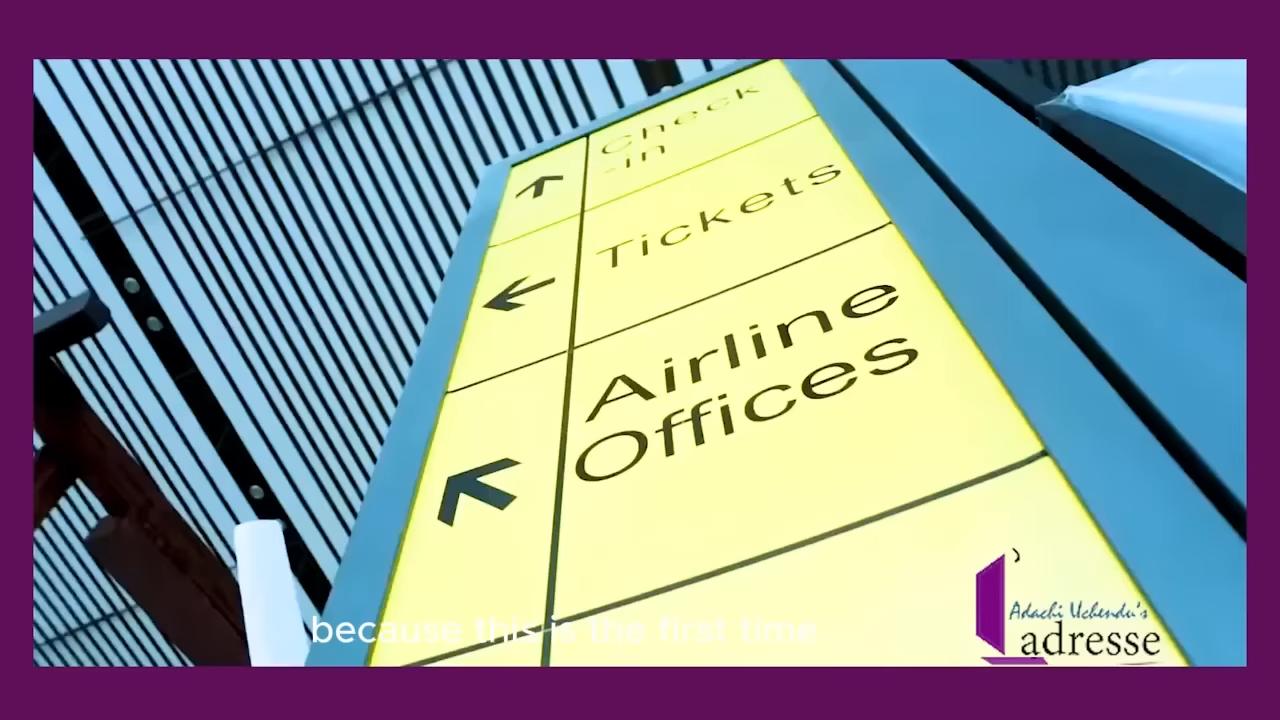 Check
-in
Tickets
Airline
Offices
because this is the first time
Adachi Uchendu's
adresse